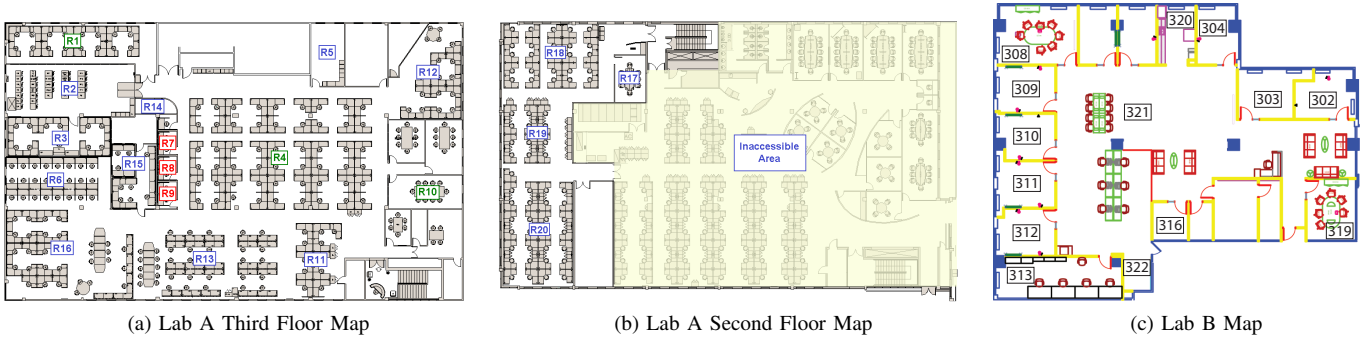 R1
R5
R12
R2
R14
R3
R7
R4
R15
R8
R6
R9
R10
R16
R13
R11
(a) Lab A Third Floor Map
R18
R17
R19
Inaccessible
Area
R20
(b) Lab A Second Floor Map
320
304
308
309
321
303
302
310
311
312
316
319
313
322
(c) Lab B Map